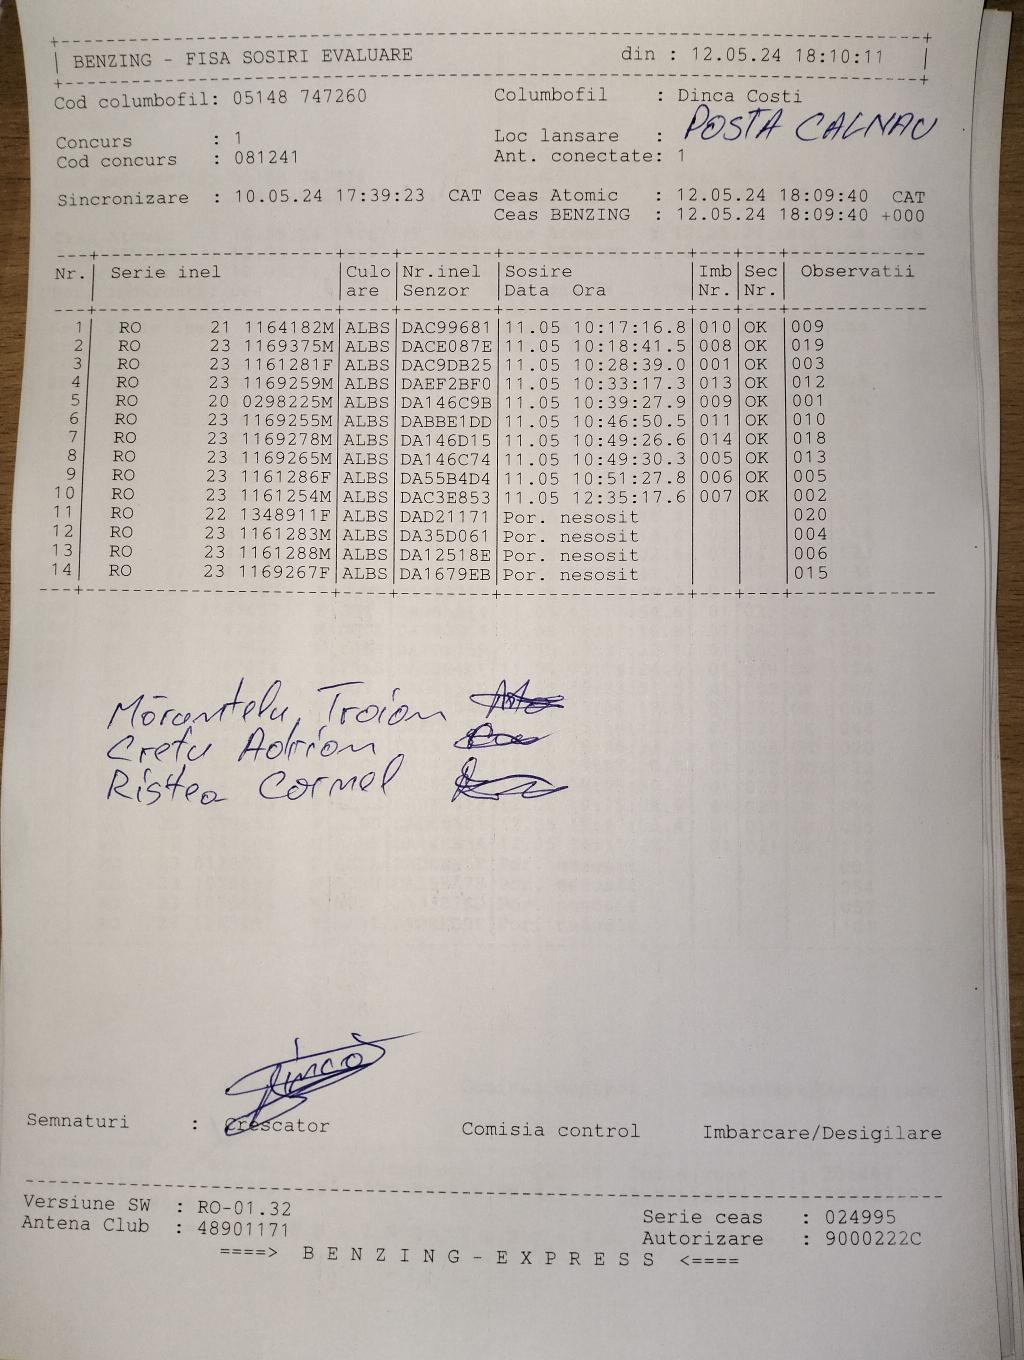 BENZING - FISA SOSIRI EVALUARE din : 12.05.24 18:10:11
Cod columbofil: 05148 747260 Columbofil : Dinca Costi
Concurs : 1 Loc lansare : POSTA CALNAU
Cod concurs : 081241 Ant. conectate: 1
Sincronizare : 10.05.24 17:39:23 CAT Ceas Atomic : 12.05.24 18:09:40 CAT
Ceas BENZING : 12.05.24 18:09:40 +000
Nr.| Serie inel |Culo|Nr.inel |Sosire |Imb|Sec| Observatii
|are |Senzor |Data Ora |Nr.|Nr.|
1| RO 21 1164182M|ALBS|DAC99681|11.05 10:17:16.8|010|OK |009
2| RO 23 1169375M|ALBS|DACE087E|11.05 10:18:41.5|008|OK |019
3| RO 23 1161281F|ALBS|DAC9DB25|11.05 10:28:39.0|001|OK |003
4| RO 23 1169259M|ALBS|DAEF2BF0|11.05 10:33:17.3|013|OK |012
5| RO 20 0298225M|ALBS|DA146C9B|11.05 10:39:27.9|009|OK |001
6| RO 23 1169255M|ALBS|DABBE1DD|11.05 10:46:50.5|011|OK |010
7| RO 23 1169278M|ALBS|DA146D15|11.05 10:49:26.6|014|OK |018
8| RO 23 1169265M|ALBS|DA146C74|11.05 10:49:30.3|005|OK |013
9| RO 23 1161286F|ALBS|DA55B4D4|11.05 10:51:27.8|006|OK |005
10| RO 23 1161254M|ALBS|DAC3E853|11.05 12:35:17.6|007|OK |002
11| RO 22 1348911F|ALBS|DAD21171|Por. nesosit | | |020
12| RO 23 1161283M|ALBS|DA35D061|Por. nesosit | | |004
13| RO 23 1161288M|ALBS|DA12518E|Por. nesosit | | |006
14| RO 23 1169267F|ALBS|DA1679EB|Por. nesosit | | |015
Troian
Cretu Adrian
Ristea Cornel
Dinca
Semnaturi : Crescator Comisia control Imbarcare/Desigilare
Versiune SW : RO-01.32 Serie ceas : 024995
Antena Club : 48901171 Autorizare : 9000222C
====> B E N Z I N G - E X P R E S S <====